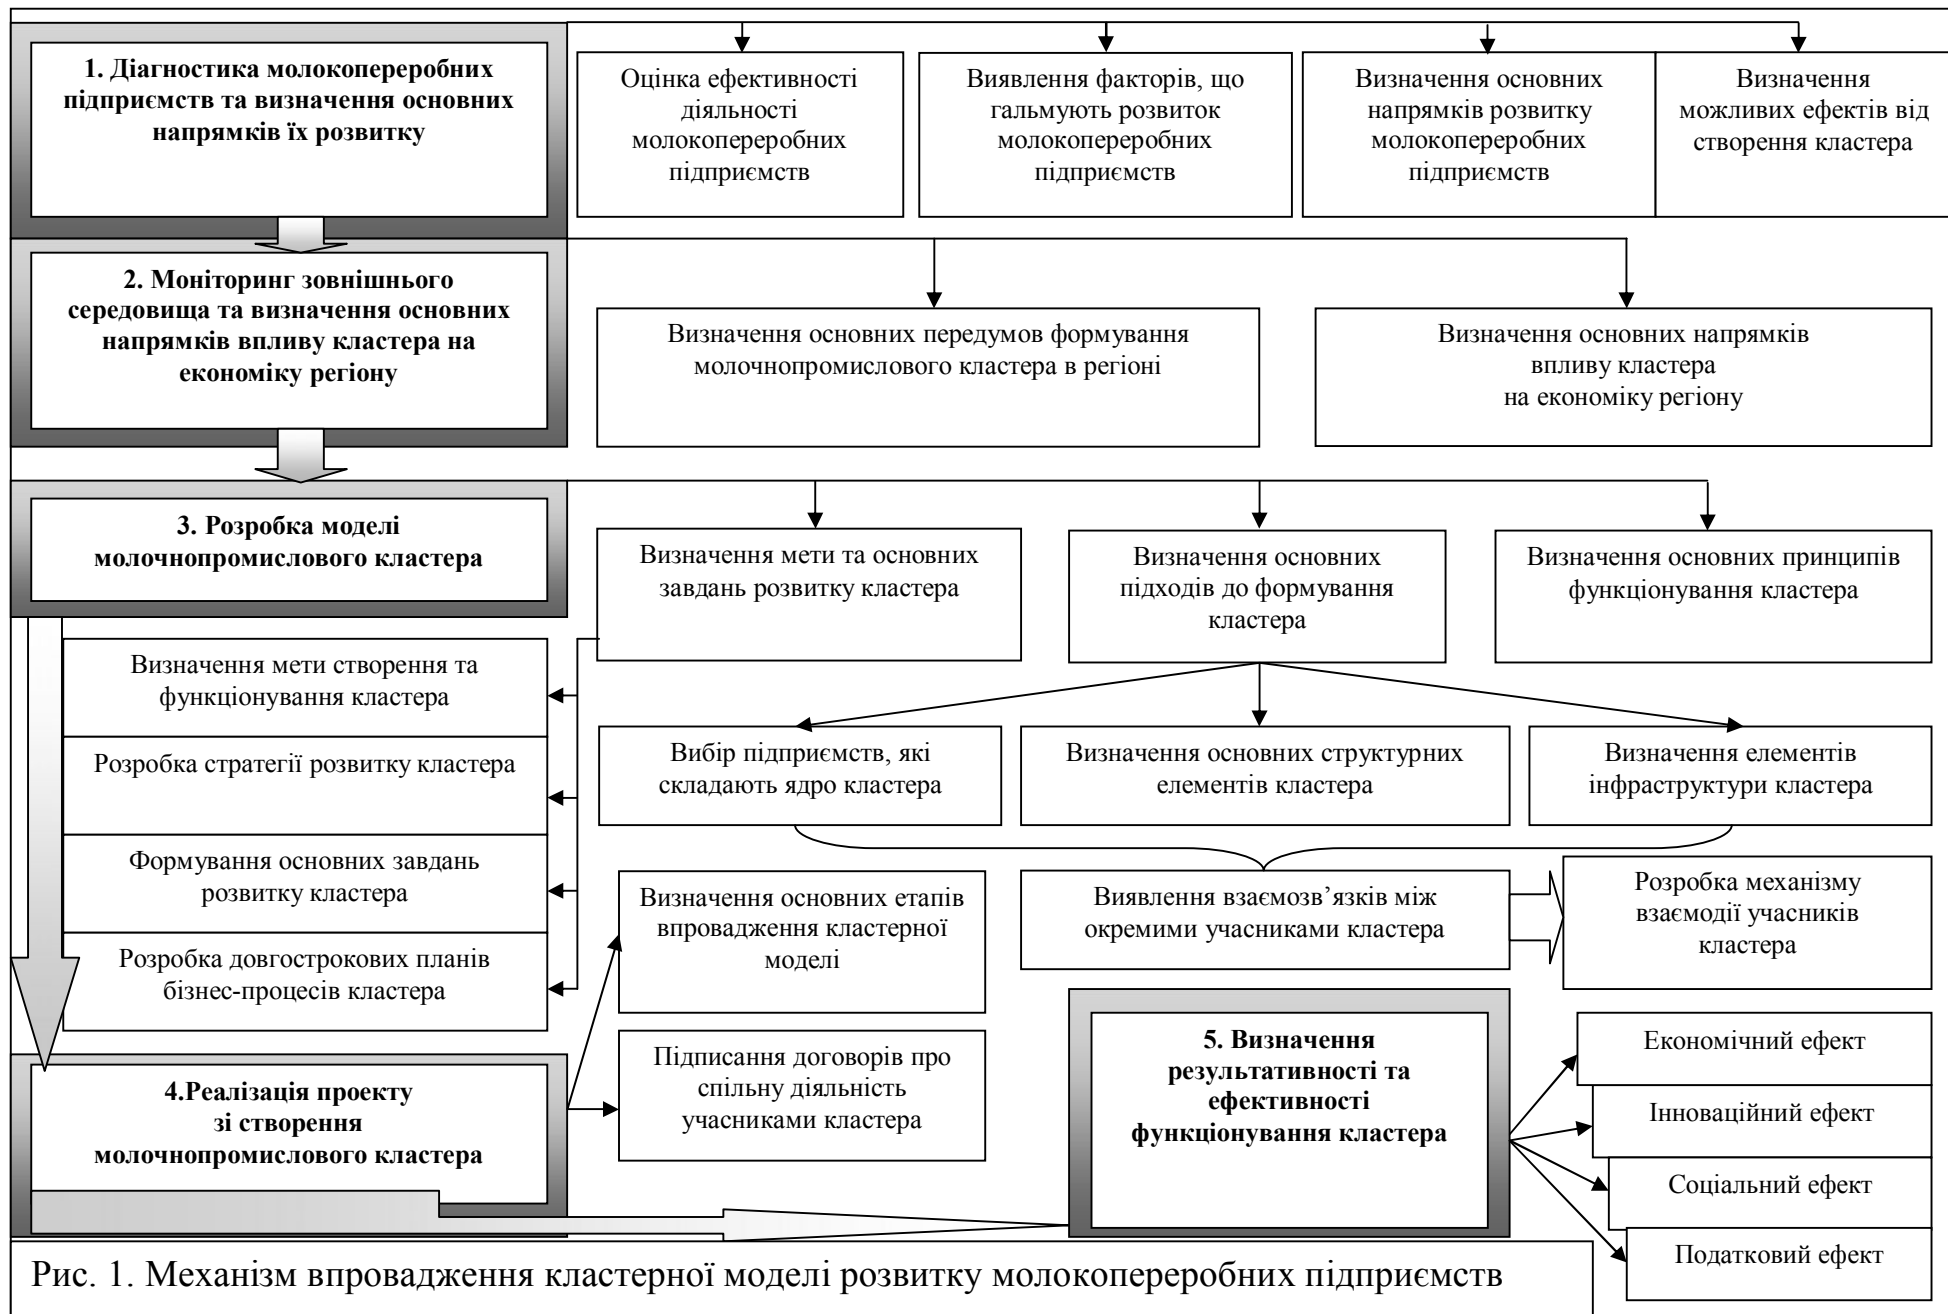 1. Діагностика молокопереробних
підприємств та визначення основних
напрямків їх розвитку
Оцінка ефективності
діяльності
молокопереробних
підприємств
Виявлення факторів, що
гальмують розвиток
молокопереробних
підприємств
Визначення основних
напрямків розвитку
молокопереробних
підприємств
Визначення
можливих ефектів від
створення кластера
2. Моніторинг зовнішнього
середовища та визначення основних
напрямків впливу кластера на
економіку регіону
Визначення основних передумов формування
молочнопромислового кластера в регіоні
Визначення основних напрямків
впливу кластера
на економіку регіону
3. Розробка моделі
молочнопромислового кластера
Визначення мети та основних
завдань розвитку кластера
Визначення основних
підходів до формування
кластера
Визначення основних принципів
функціонування кластера
Визначення мети створення та
функціонування кластера
Розробка стратегії розвитку кластера
Формування основних завдань
розвитку кластера
Розробка довгострокових планів
бізнес-процесів кластера
Вибір підприємств, які
складають ядро кластера
Визначення основних структурних
елементів кластера
Визначення елементів
інфраструктури кластера
Визначення основних етапів
впровадження кластерної
моделі
Виявлення взаємозв’язків між
окремими учасниками кластера
Розробка механізму
взаємодії учасників
кластера
Підписання договорів про
спільну діяльність
учасниками кластера
4.Реалізація проекту
зі створення
молочнопромислового кластера
5. Визначення
результативності та
ефективності
функціонування кластера
Економічний ефект
Інноваційний ефект
Соціальний ефект
Податковий ефект
Рис. 1. Механізм впровадження кластерної моделі розвитку молокопереробних підприємств